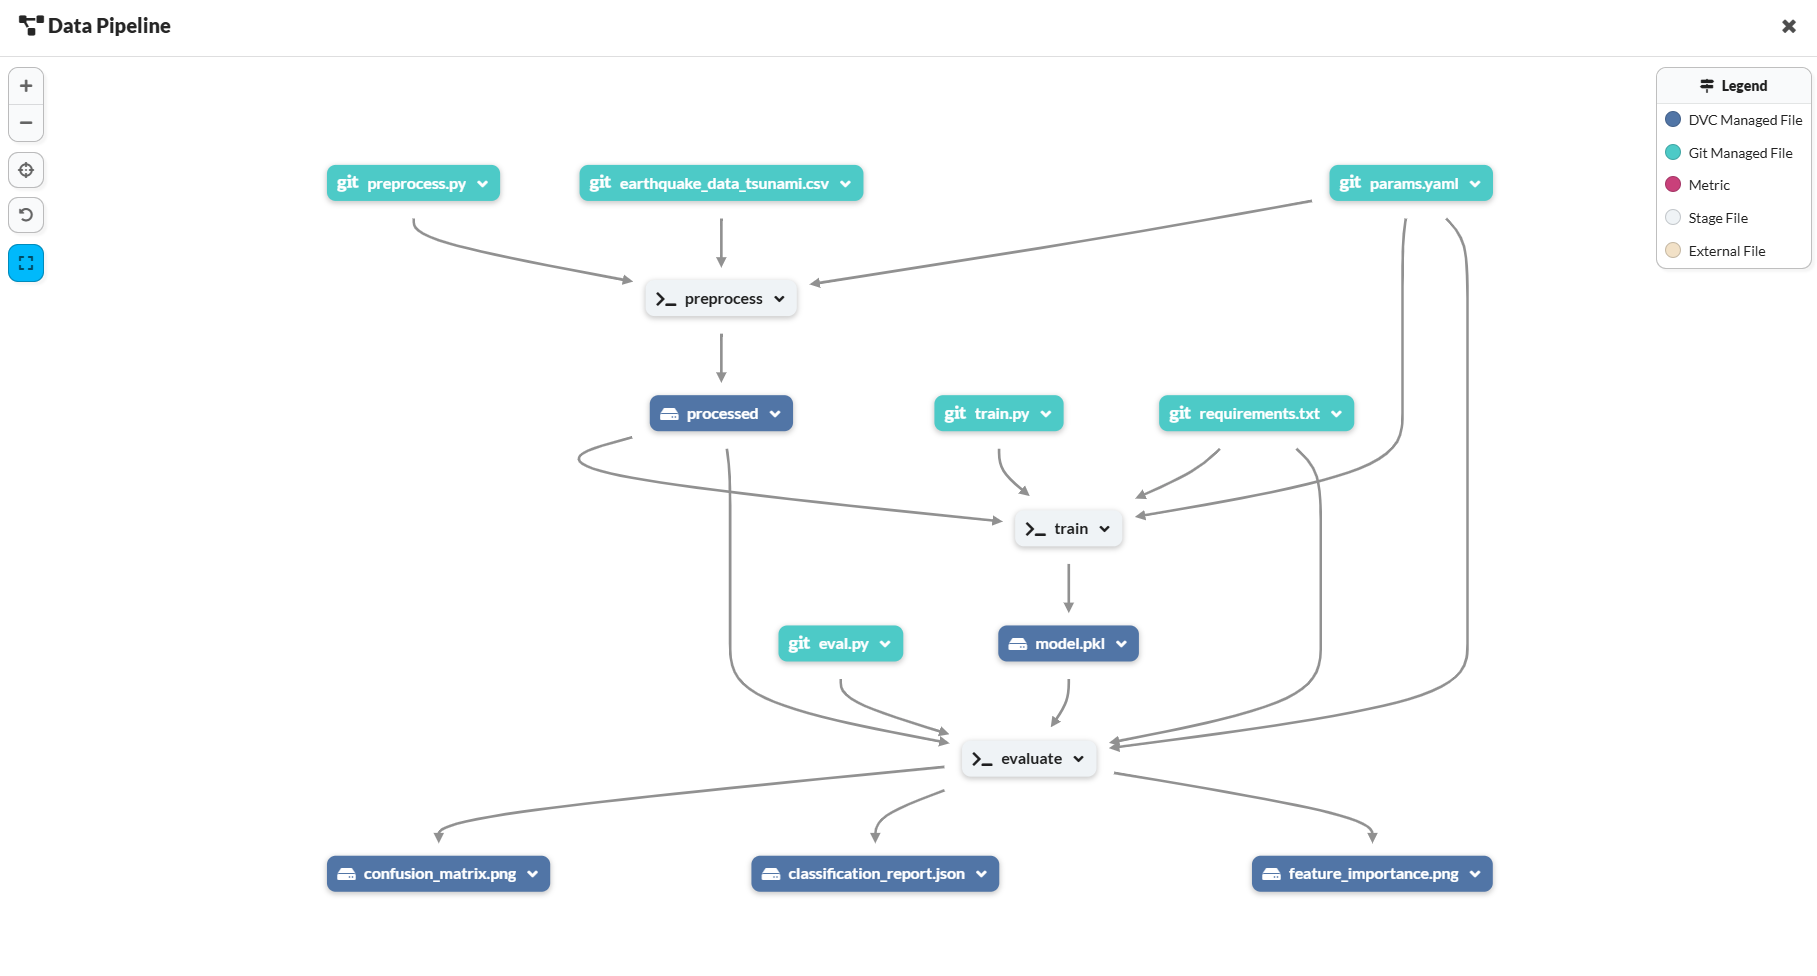 Data Pipeline
Legend
DVC Managed File
Git Managed File
Metric
Stage File
External File
git preprocess.py
git earthquake_data_tsunami.csv
git params.yaml
>_ preprocess
processed
git train.py
git requirements.txt
>_ train
git eval.py
model.pkl
>_ evaluate
confusion_matrix.png
classification_report.json
feature_importance.png